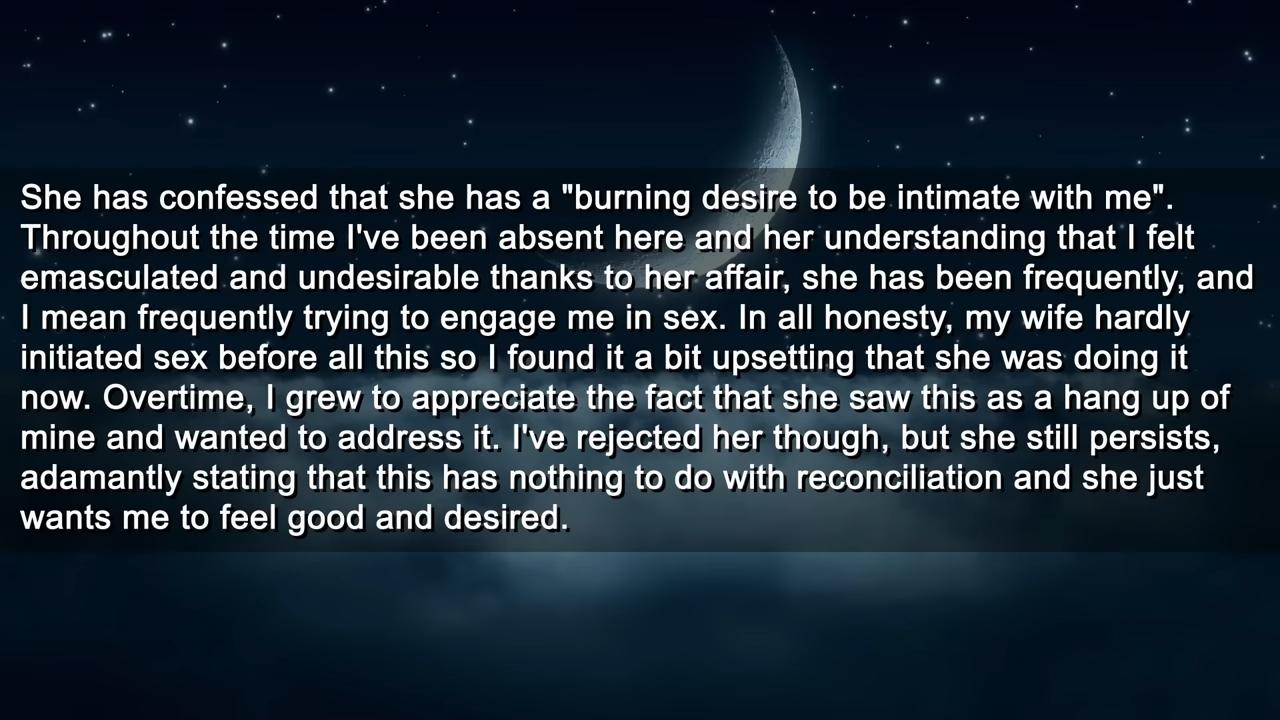 She has confessed that she has a "burning desire to be intimate with me".
Throughout the time I've been absent here and her understanding that I felt
emasculated and undesirable thanks to her affair, she has been frequently, and
I mean frequently trying to engage me in sex. In all honesty, my wife hardly
initiated sex before all this so I found it a bit upsetting that she was doing it
now. Overtime, I grew to appreciate the fact that she saw this as a hang up of
mine and wanted to address it. I've rejected her though, but she still persists,
adamantly stating that this has nothing to do with reconciliation and she just
wants me to feel good and desired.